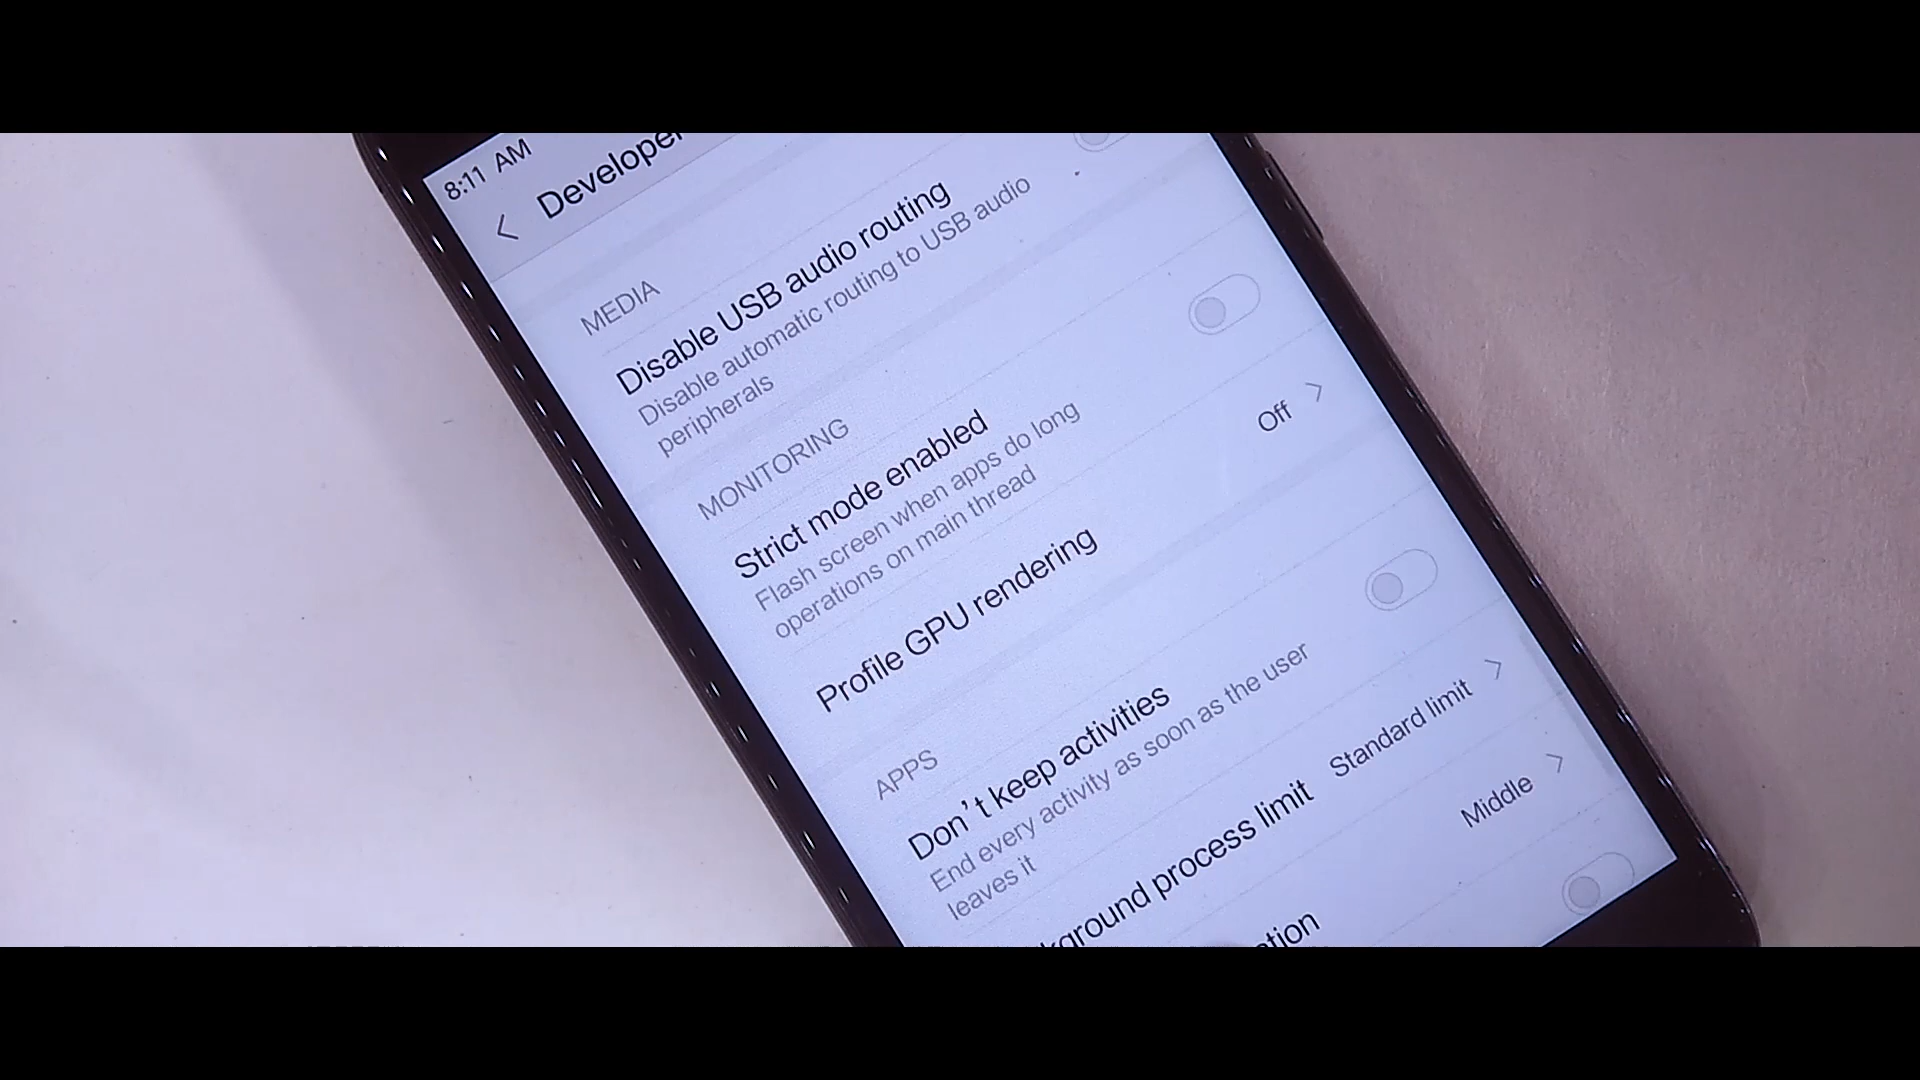 8:11 AM
Developer
MEDIA
Disable USB audio routing
Disable automatic routing to USB audio
peripherals
MONITORING
Strict mode enabled
Flash screen when apps do long
operations on main thread
Profile GPU rendering
Off
APPS
Don't keep activities
End every activity as soon as the user
leaves it
kground process limit
Standard limit
Middle